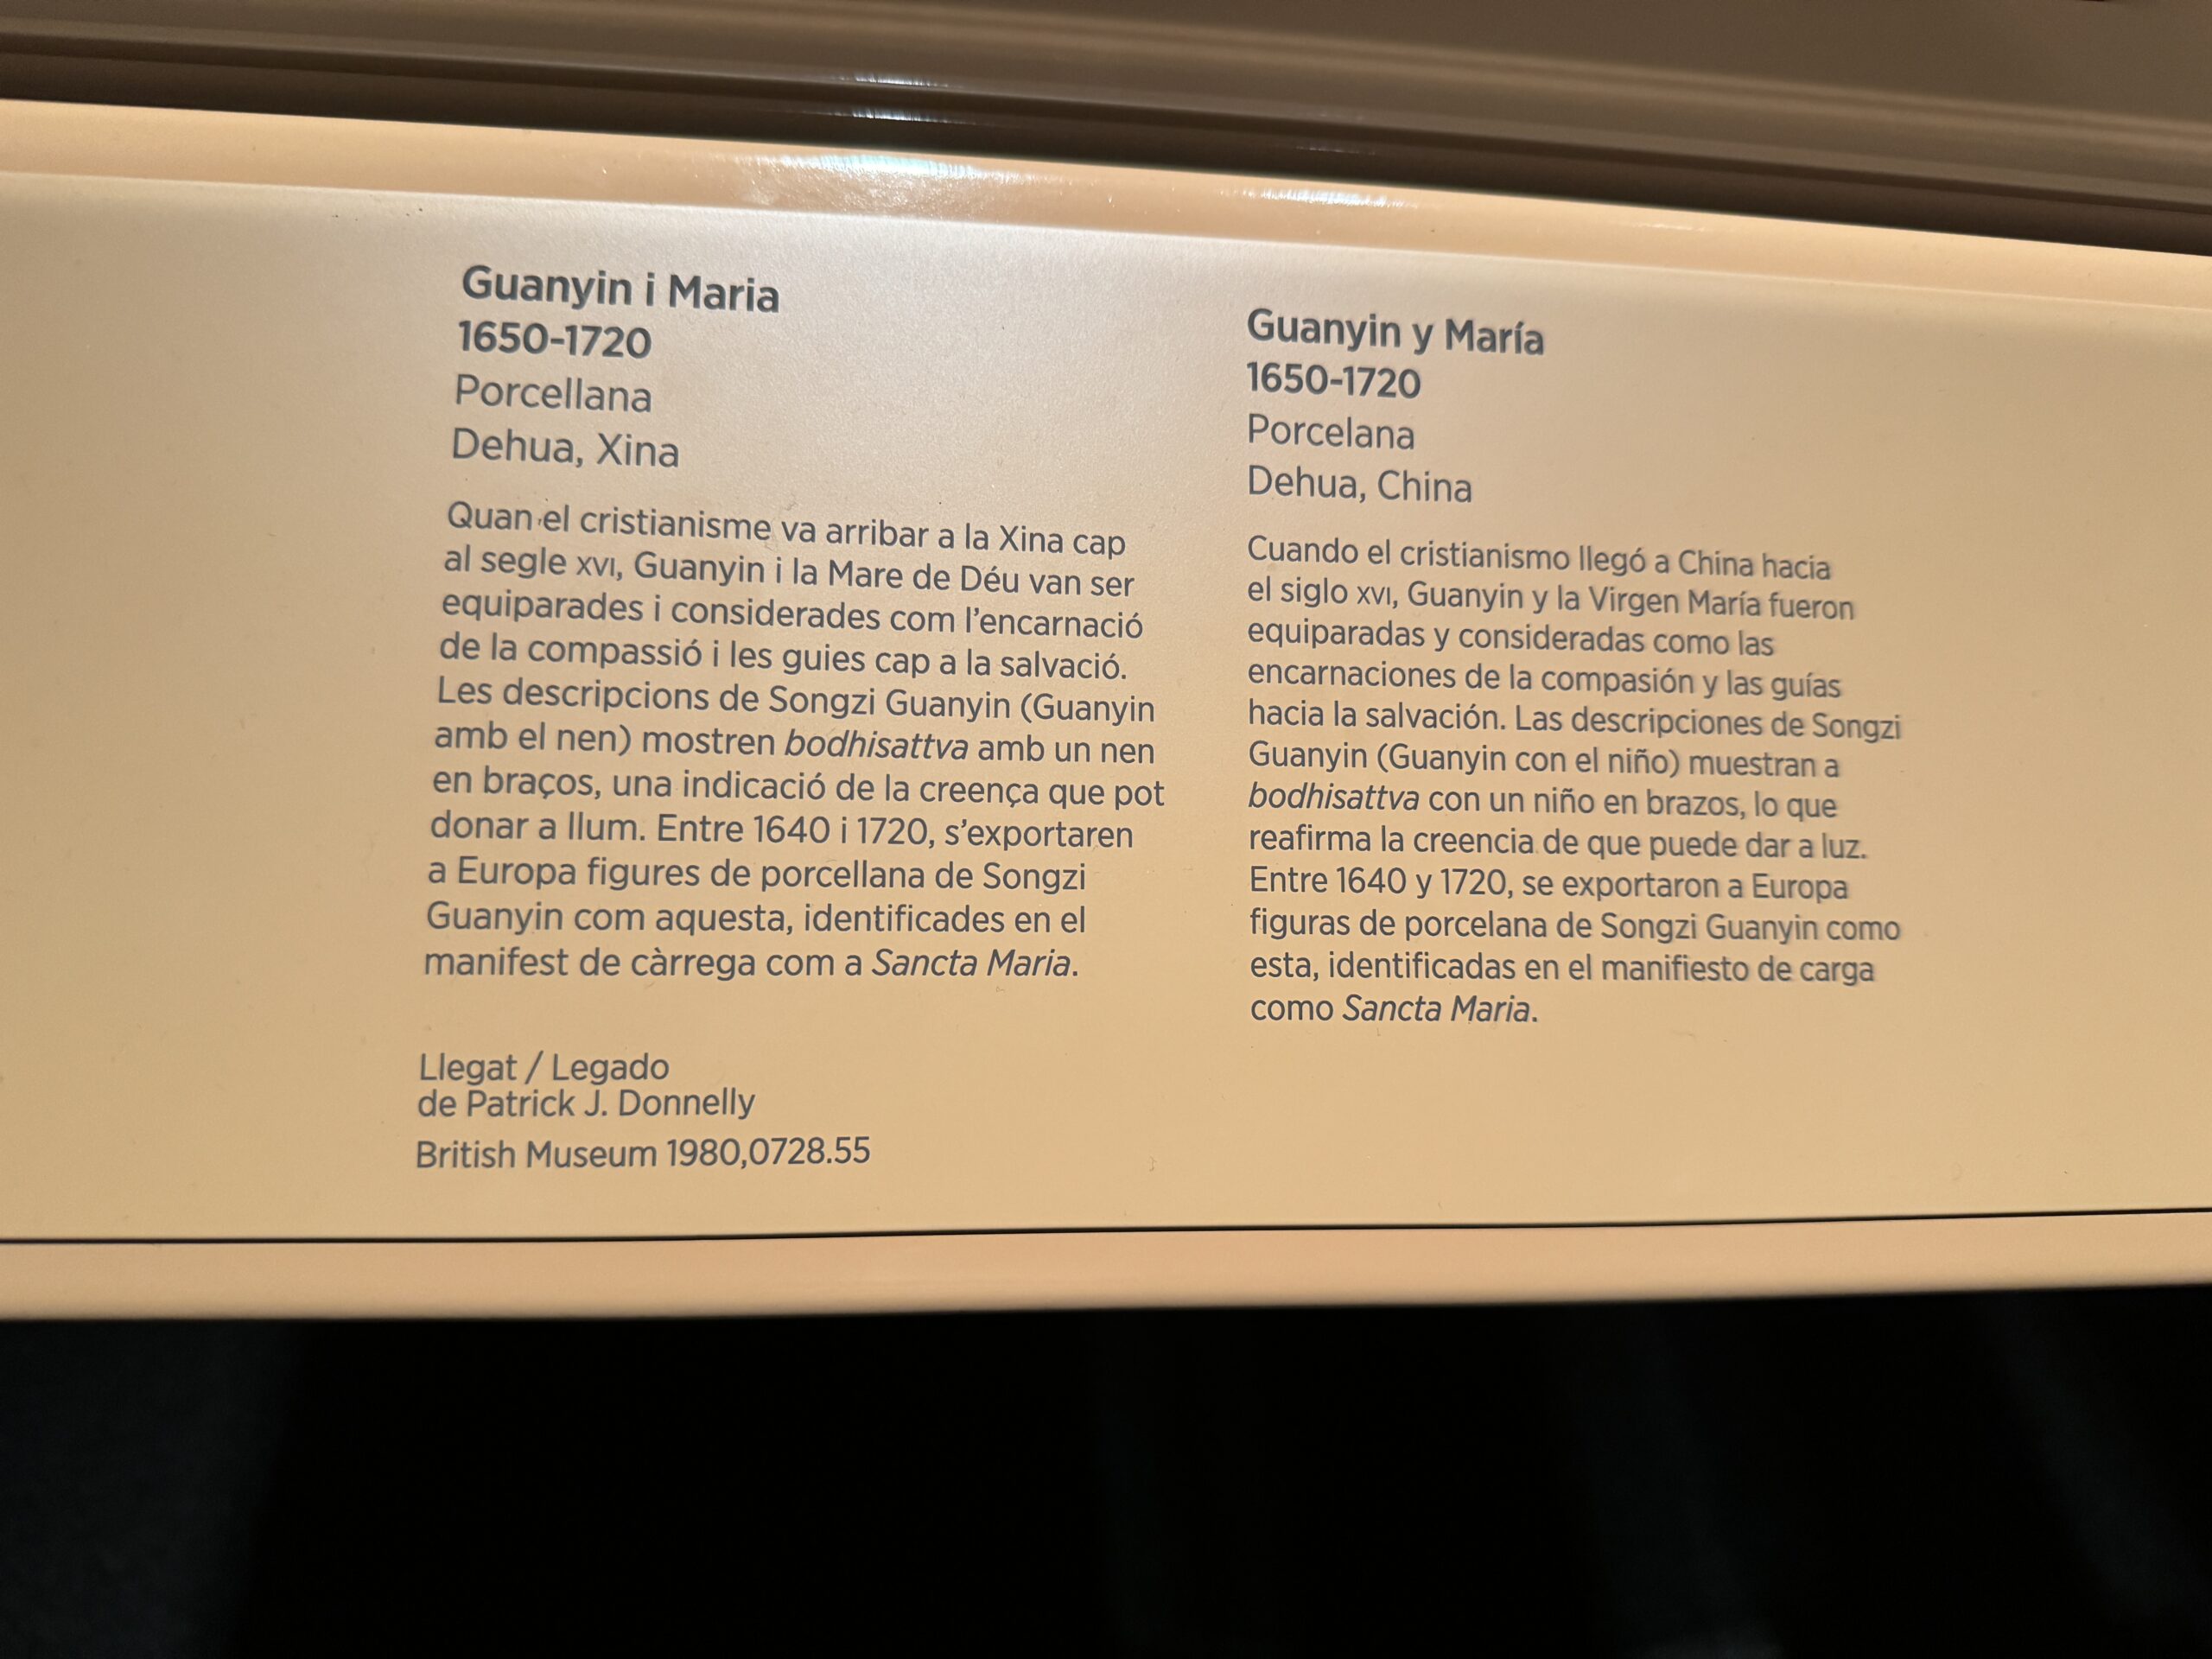 Guanyin i Maria
1650-1720
Porcellana
Dehua, Xina
Quan el cristianisme va arribar a la Xina cap
al segle XVI, Guanyin i la Mare de Déu van ser
equiparades i considerades com l’encarnació
de la compassió i les guies cap a la salvació.
Les descripcions de Songzi Guanyin (Guanyin
amb el nen) mostren bodhisattva amb un nen
en braços, una indicació de la creença que pot
donar a llum. Entre 1640 i 1720, s’exportaren
a Europa figures de porcellana de Songzi
Guanyin com aquesta, identificades en el
manifest de càrrega com a Sancta Maria.
Llegat / Legado
de Patrick J. Donnelly
British Museum 1980,0728.55
Guanyin y María
1650-1720
Porcelana
Dehua, China
Cuando el cristianismo llegó a China hacia
el siglo XVI, Guanyin y la Virgen María fueron
equiparadas y consideradas como las
encarnaciones de la compasión y las guías
hacia la salvación. Las descripciones de Songzi
Guanyin (Guanyin con el niño) muestran a
bodhisattva con un niño en brazos, lo que
reafirma la creencia de que puede dar a luz.
Entre 1640 y 1720, se exportaron a Europa
figuras de porcelana de Songzi Guanyin como
esta, identificadas en el manifiesto de carga
como Sancta Maria.